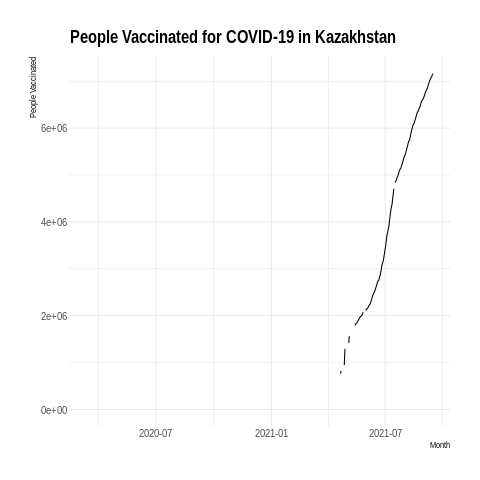 People Vaccinated for COVID-19 in Kazakhstan
People Vaccinated
6e+06
4e+06
2e+06
0e+00
2020-07 2021-01 2021-07
Month